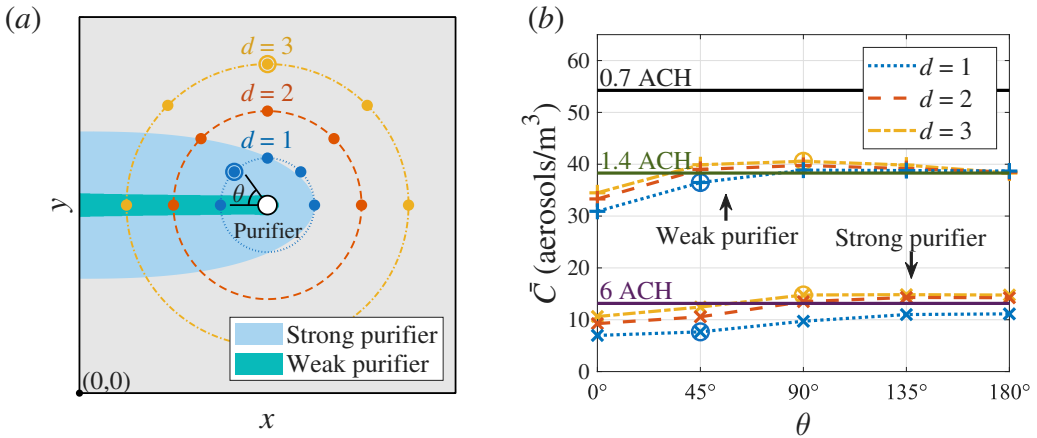 (a)
d = 3
d = 2
d = 1
θ
Purifier
Strong purifier
Weak purifier
(0,0)
x
y
(b)
60
50
40
30
20
10
0
C̄ (aerosols/m³)
0.7 ACH
1.4 ACH
6 ACH
d = 1
d = 2
d = 3
Weak purifier
Strong purifier
0° 45° 90° 135° 180°
θ